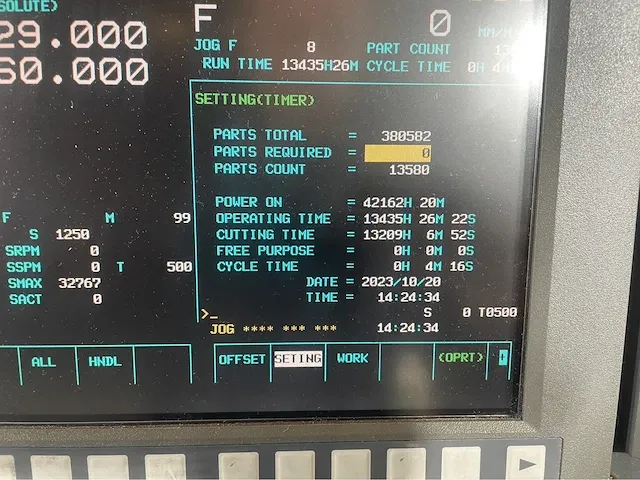 SOLUTE)
29.000
60.000
F 0 MM/M
JOG F 8 PART COUNT 13
RUN TIME 13435H26M CYCLE TIME 0H 4M
SETTING(TIMER)
PARTS TOTAL = 380582
PARTS REQUIRED = 0
PARTS COUNT = 13580
POWER ON = 42162H 20M
OPERATING TIME = 13435H 26M 22S
CUTTING TIME = 13209H 6M 52S
FREE PURPOSE = 0H 0M 0S
CYCLE TIME = 0H 4M 16S
DATE = 2023/10/20
TIME = 14:24:34
F M 99
S 1250
SRPM 0
SSPM 0 T 500
SMAX 32767
SACT 0
>_
S 0 T0500
JOG **** *** *** 14:24:34
ALL HNDL OFFSET SETING WORK (OPRT) +